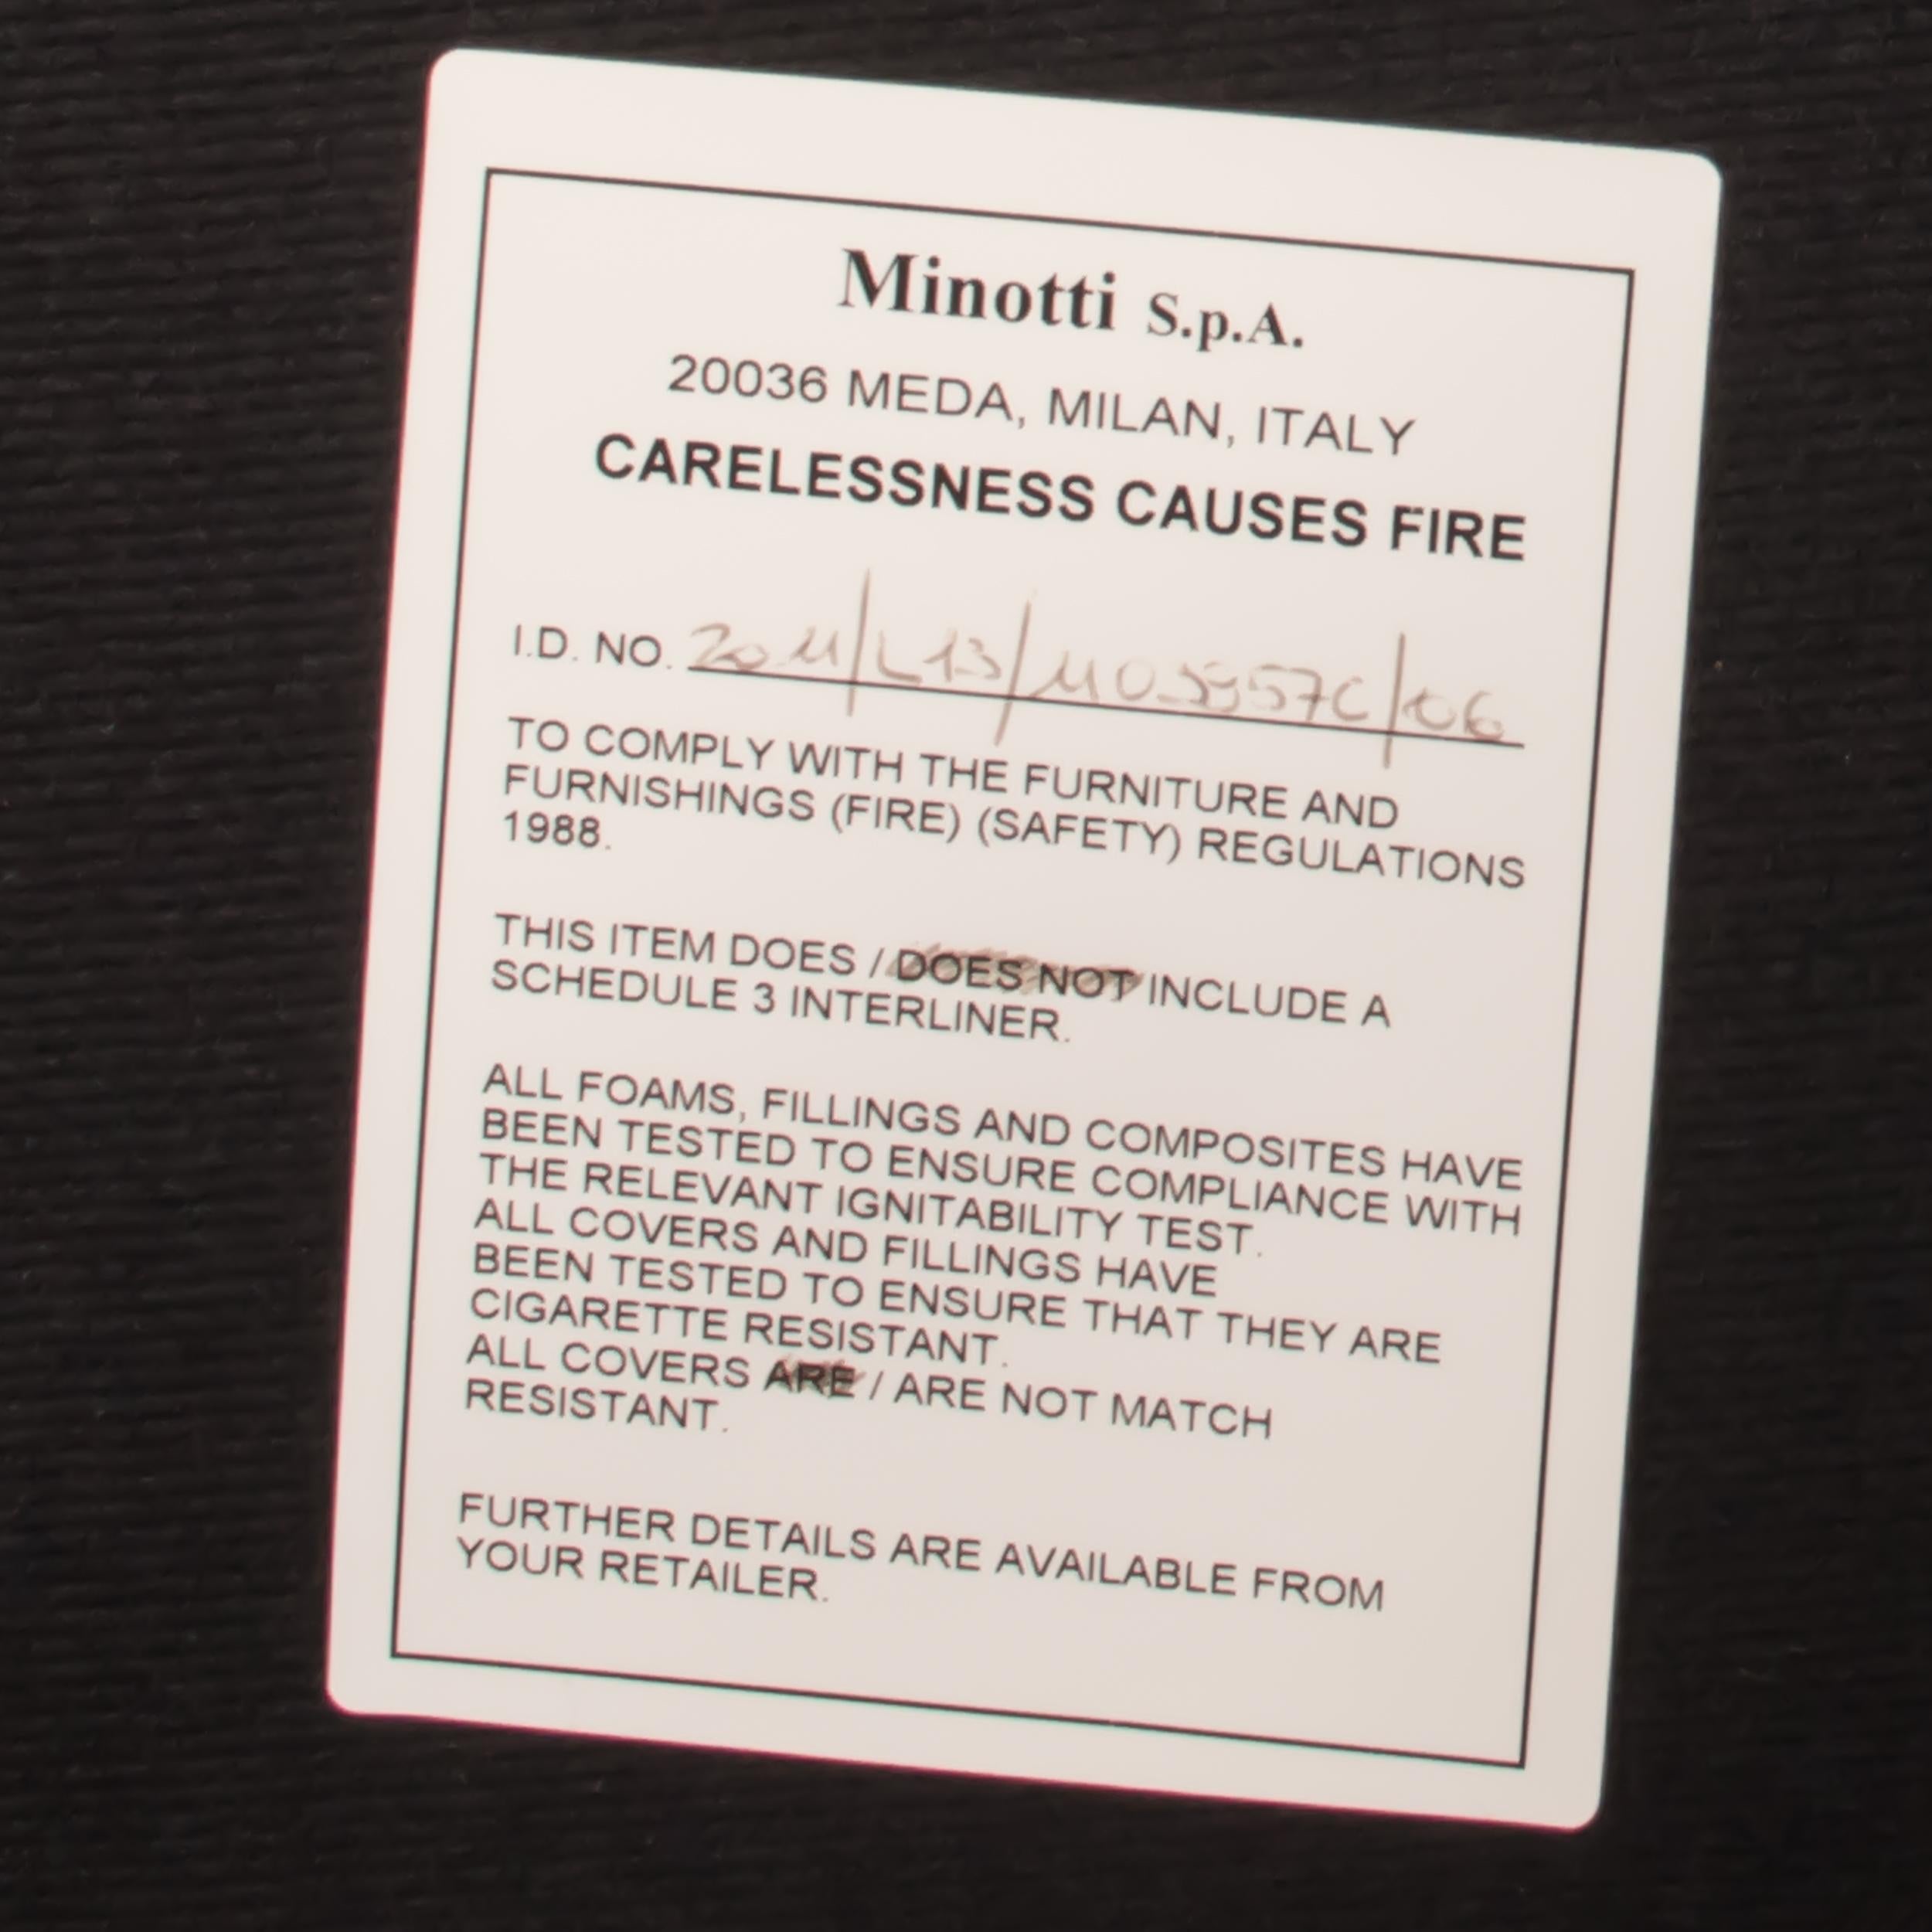 Minotti S.p.A.
20036 MEDA, MILAN, ITALY
CARELESSNESS CAUSES FIRE
I.D. NO.
TO COMPLY WITH THE FURNITURE AND
FURNISHINGS (FIRE) (SAFETY) REGULATIONS
1988.
THIS ITEM DOES / DOES NOT INCLUDE A
SCHEDULE 3 INTERLINER.
ALL FOAMS, FILLINGS AND COMPOSITES HAVE
BEEN TESTED TO ENSURE COMPLIANCE WITH
THE RELEVANT IGNITABILITY TEST.
ALL COVERS AND FILLINGS HAVE
BEEN TESTED TO ENSURE THAT THEY ARE
CIGARETTE RESISTANT.
ALL COVERS ARE / ARE NOT MATCH
RESISTANT.
FURTHER DETAILS ARE AVAILABLE FROM
YOUR RETAILER.